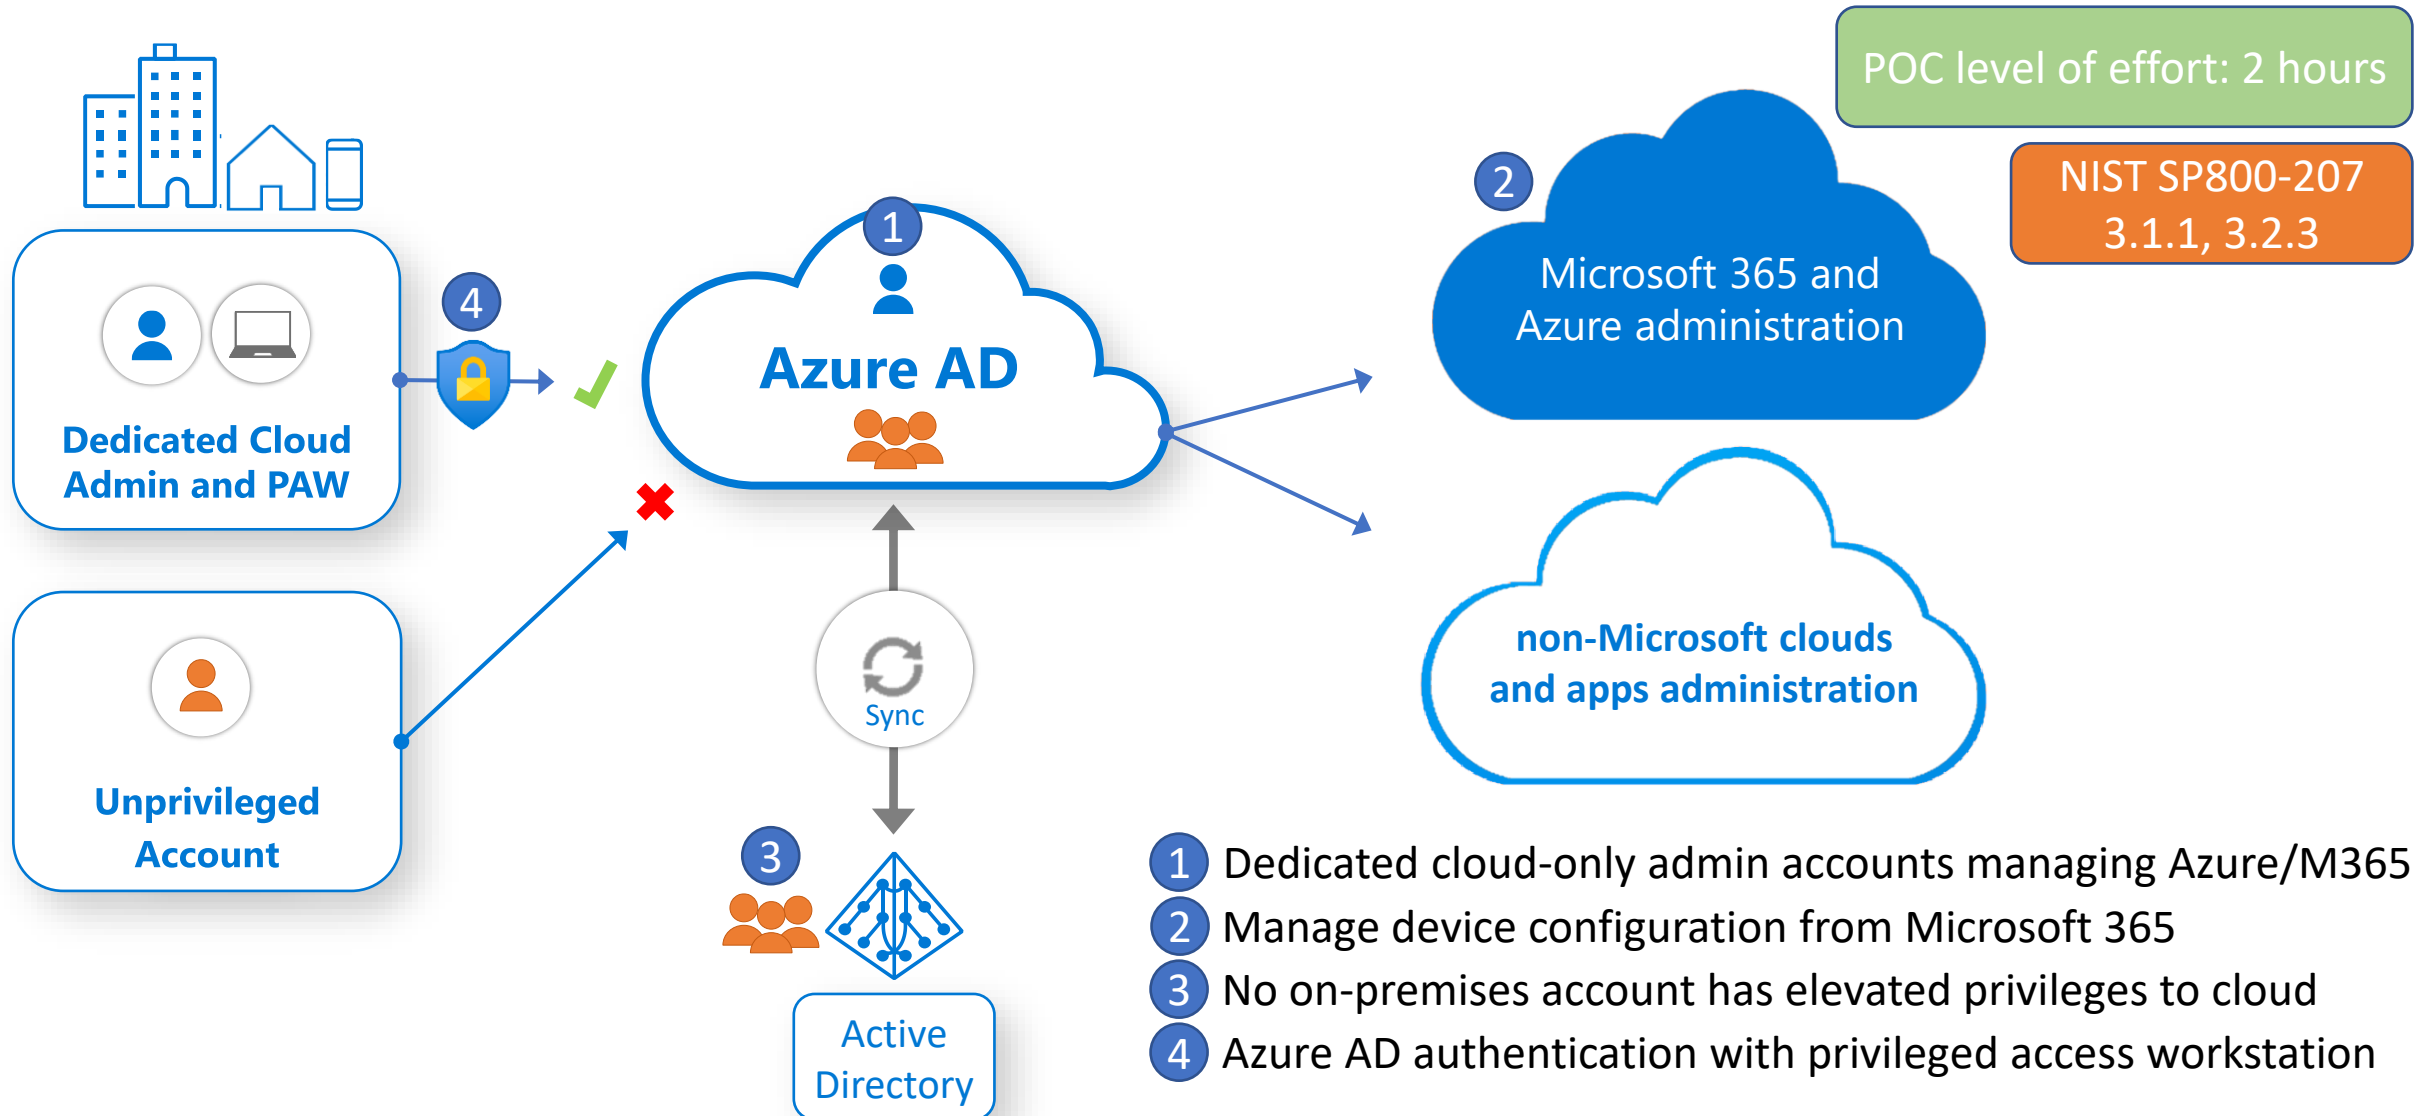 POC level of effort: 2 hours
NIST SP800-207
3.1.1, 3.2.3
2
Microsoft 365 and
Azure administration
1
Azure AD
4
Dedicated Cloud
Admin and PAW
non-Microsoft clouds
and apps administration
Sync
Unprivileged
Account
3
Active
Directory
1 Dedicated cloud-only admin accounts managing Azure/M365
2 Manage device configuration from Microsoft 365
3 No on-premises account has elevated privileges to cloud
4 Azure AD authentication with privileged access workstation